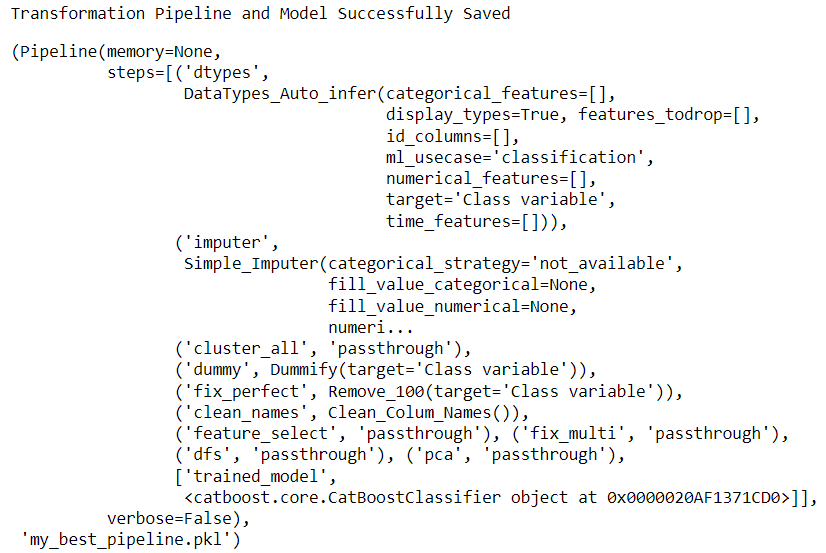 Transformation Pipeline and Model Successfully Saved
(Pipeline(memory=None,
steps=[('dtypes',
DataTypes_Auto_infer(categorical_features=[],
display_types=True, features_todrop=[],
id_columns=[],
ml_usecase='classification',
numerical_features=[],
target='Class variable',
time_features=[])),
('imputer',
Simple_Imputer(categorical_strategy='not_available',
fill_value_categorical=None,
fill_value_numerical=None,
numeri...
('cluster_all', 'passthrough'),
('dummy', Dummify(target='Class variable')),
('fix_perfect', Remove_100(target='Class variable')),
('clean_names', Clean_Colum_Names()),
('feature_select', 'passthrough'), ('fix_multi', 'passthrough'),
('dfs', 'passthrough'), ('pca', 'passthrough'),
['trained_model',
<catboost.core.CatBoostClassifier object at 0x0000020AF1371CD0>]],
verbose=False),
'my_best_pipeline.pkl')